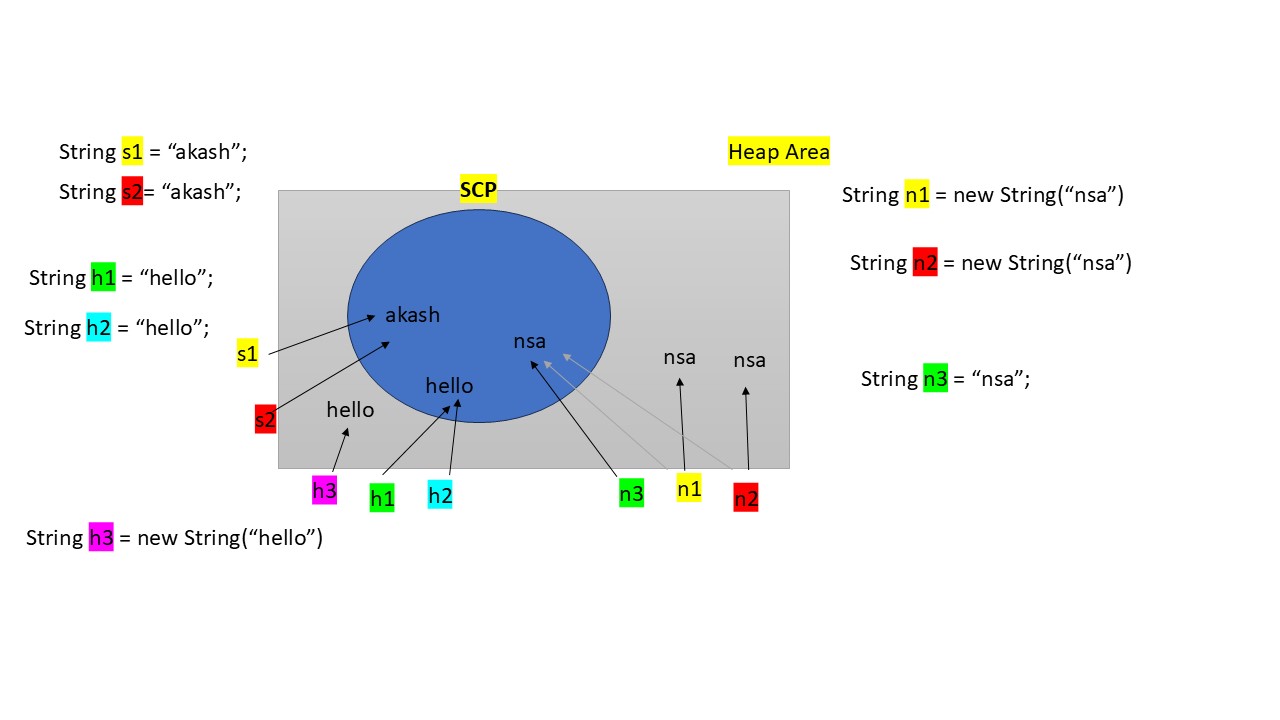 String s1 = “akash”;
String s2= “akash”;
String h1 = “hello”;
String h2 = “hello”;
Heap Area
SCP
String n1 = new String(“nsa”)
String n2 = new String(“nsa”)
String n3 = “nsa”;
akash
nsa
nsa
nsa
hello
hello
s1
s2
h3
h1
h2
n3
n1
n2
String h3 = new String(“hello”)